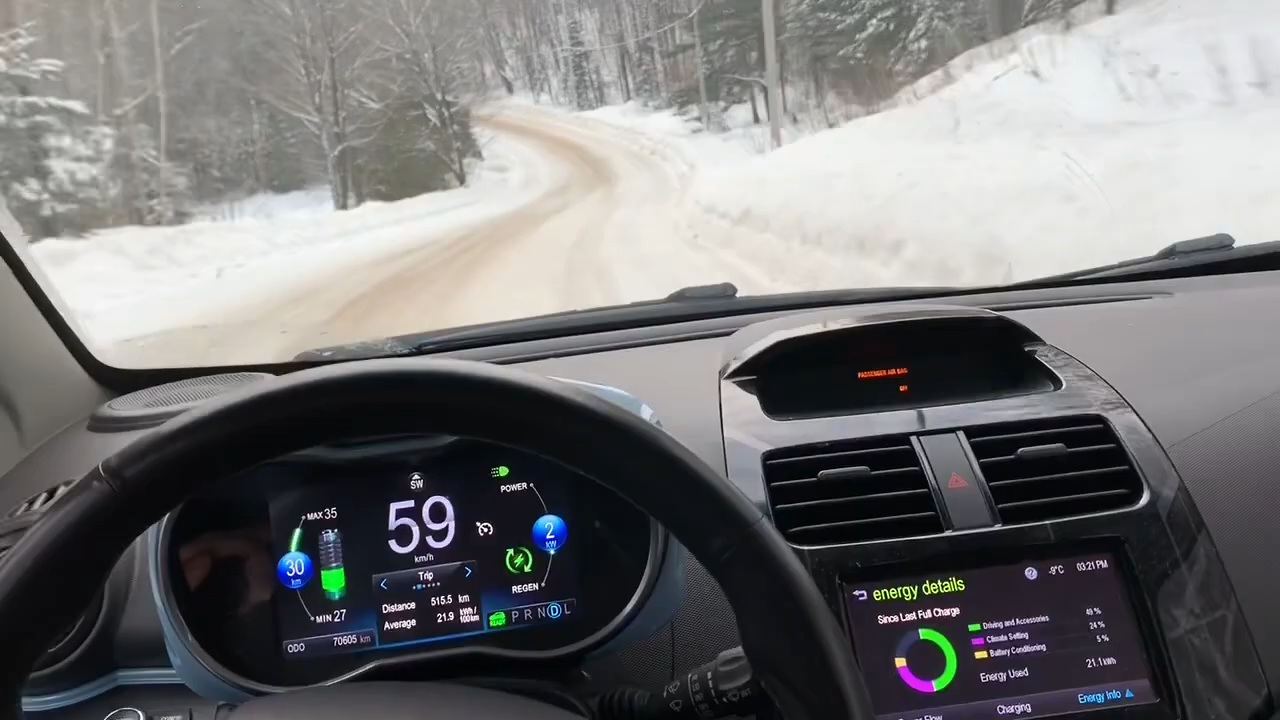 PASSENGER AIR BAG
OFF
SW
59
km/h
MAX 35
30
km
MIN 27
ODO 70605 km
Trip
Distance 515.5 km
Average 21.9 kWh/100km
POWER
2
kW
REGEN
READY
P R N D L
-9°C 03:21 PM
energy details
Since Last Full Charge
Driving and Accessories 49 %
Climate Setting 24 %
Battery Conditioning 5 %
Energy Used 21.1 kWh
Charging
Energy Info